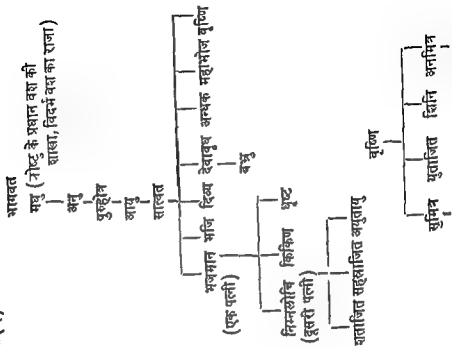 भागवत
मधु (क्रोष्टु के प्रधान वंश की
शाखा, विदर्भ वंश का राजा)
अनु
पुरुहोत्र
आयु
सात्वत
भजमान भजि दिव्य देवावृध अन्धक महाभोज वृष्णि
(एक पत्नी)
बभ्रु
निम्नलोचि किंकिण धृष्ट
(दूसरी पत्नी)
शताजित सहस्राजित अयुतायु
वृष्णि
सुमित्र युताजित शिनि अनमित्र